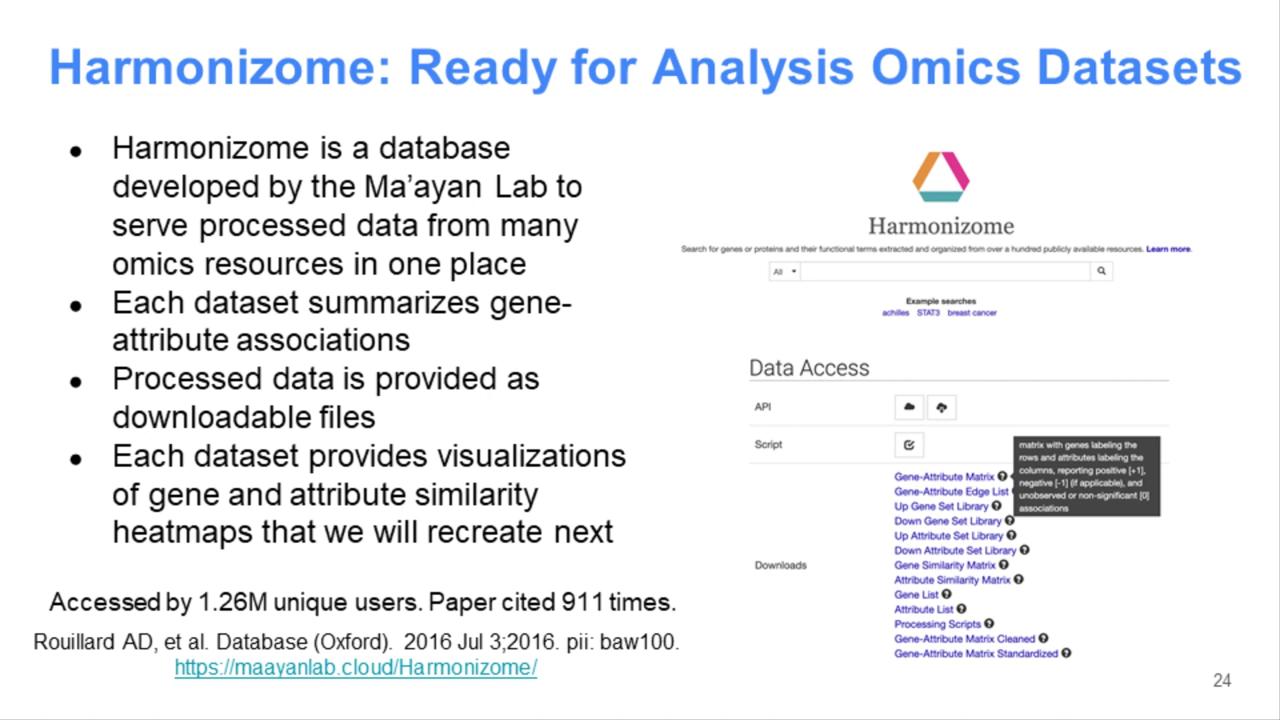 Harmonizome: Ready for Analysis Omics Datasets
● Harmonizome is a database
developed by the Ma’ayan Lab to
serve processed data from many
omics resources in one place
● Each dataset summarizes gene-
attribute associations
● Processed data is provided as
downloadable files
● Each dataset provides visualizations
of gene and attribute similarity
heatmaps that we will recreate next
Accessed by 1.26M unique users. Paper cited 911 times.
Rouillard AD, et al. Database (Oxford). 2016 Jul 3;2016. pii: baw100.
https://maayanlab.cloud/Harmonizome/
Harmonizome
Search for genes or proteins and their functional terms extracted and organized from over a hundred publicly available resources. Learn more.
All
Example searches
achilles STAT3 breast cancer
Data Access
API
Script
matrix with genes labeling the
rows and attributes labeling the
columns, reporting positive [+1],
negative [-1] (if applicable), and
unobserved or non-significant [0]
associations
Downloads
Gene-Attribute Matrix
Gene-Attribute Edge List
Up Gene Set Library
Down Gene Set Library
Up Attribute Set Library
Down Attribute Set Library
Gene Similarity Matrix
Attribute Similarity Matrix
Gene List
Attribute List
Processing Scripts
Gene-Attribute Matrix Cleaned
Gene-Attribute Matrix Standardized
24